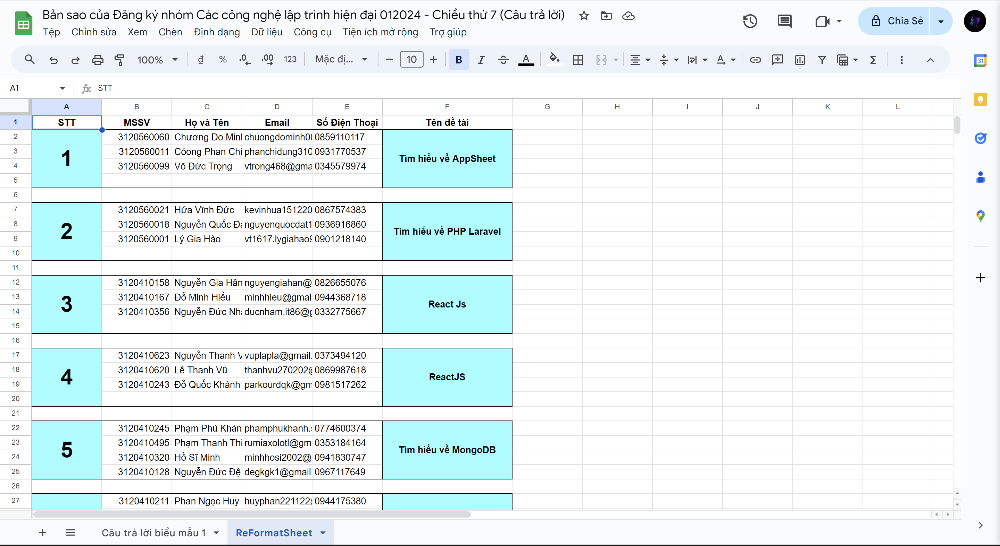 Bản sao của Đăng ký nhóm Các công nghệ lập trình hiện đại 012024 - Chiều thứ 7 (Câu trả lời)
Tệp Chỉnh sửa Xem Chèn Định dạng Dữ liệu Công cụ Tiện ích mở rộng Trợ giúp
Chia Sẻ
100% đ % .0 .00 123 Mặc đị... 10 B I S A
31
A1 fx STT
A B C D E F G H I J K L
1 STT MSSV Họ và Tên Email Số Điện Thoại Tên đề tài
2 3120560060 Chương Do Minh chuongdominh00 0859110117
3 3120560011 Cóong Phan Chí phanchidung310 0931770537
4 1 3120560099 Võ Đức Trọng vtrong468@gma 0345579974 Tìm hiểu về AppSheet
5
6
7 3120560021 Hứa Vĩnh Đức kevinhua151220 0867574383
8 3120560018 Nguyễn Quốc Đạ nguyenquocdat1 0936916860
9 2 3120560001 Lý Gia Hào vt1617.lygiahao9 0901218140 Tìm hiểu về PHP Laravel
10
11
12 3120410158 Nguyễn Gia Hân nguyengiahan@ 0826655076
13 3120410167 Đỗ Minh Hiểu minhhieu@gmai 0944368718
14 3 3120410356 Nguyễn Đức Nhâ ducnham.it86@g 0332775667 React Js
15
16
17 3120410623 Nguyễn Thanh V vuplapla@gmail. 0373494120
18 3120410620 Lê Thanh Vũ thanhvu270202@ 0869987618
19 4 3120410243 Đỗ Quốc Khánh parkourdqk@gm 0981517262 ReactJS
20
21
22 3120410245 Phạm Phú Khán phamphukhanh.s 0774600374
23 3120410495 Phạm Thanh Thi rumiaxolotl@gm 0353184164
24 5 3120410320 Hồ Sĩ Minh minhhosi2002@ 0941830747 Tìm hiểu về MongoDB
25 3120410128 Nguyễn Đức Đệ degkgk1@gmail 0967117649
26
27 3120410211 Phan Ngọc Huy huyphan221122@ 0944175380
Câu trả lời biểu mẫu 1 ReFormatSheet